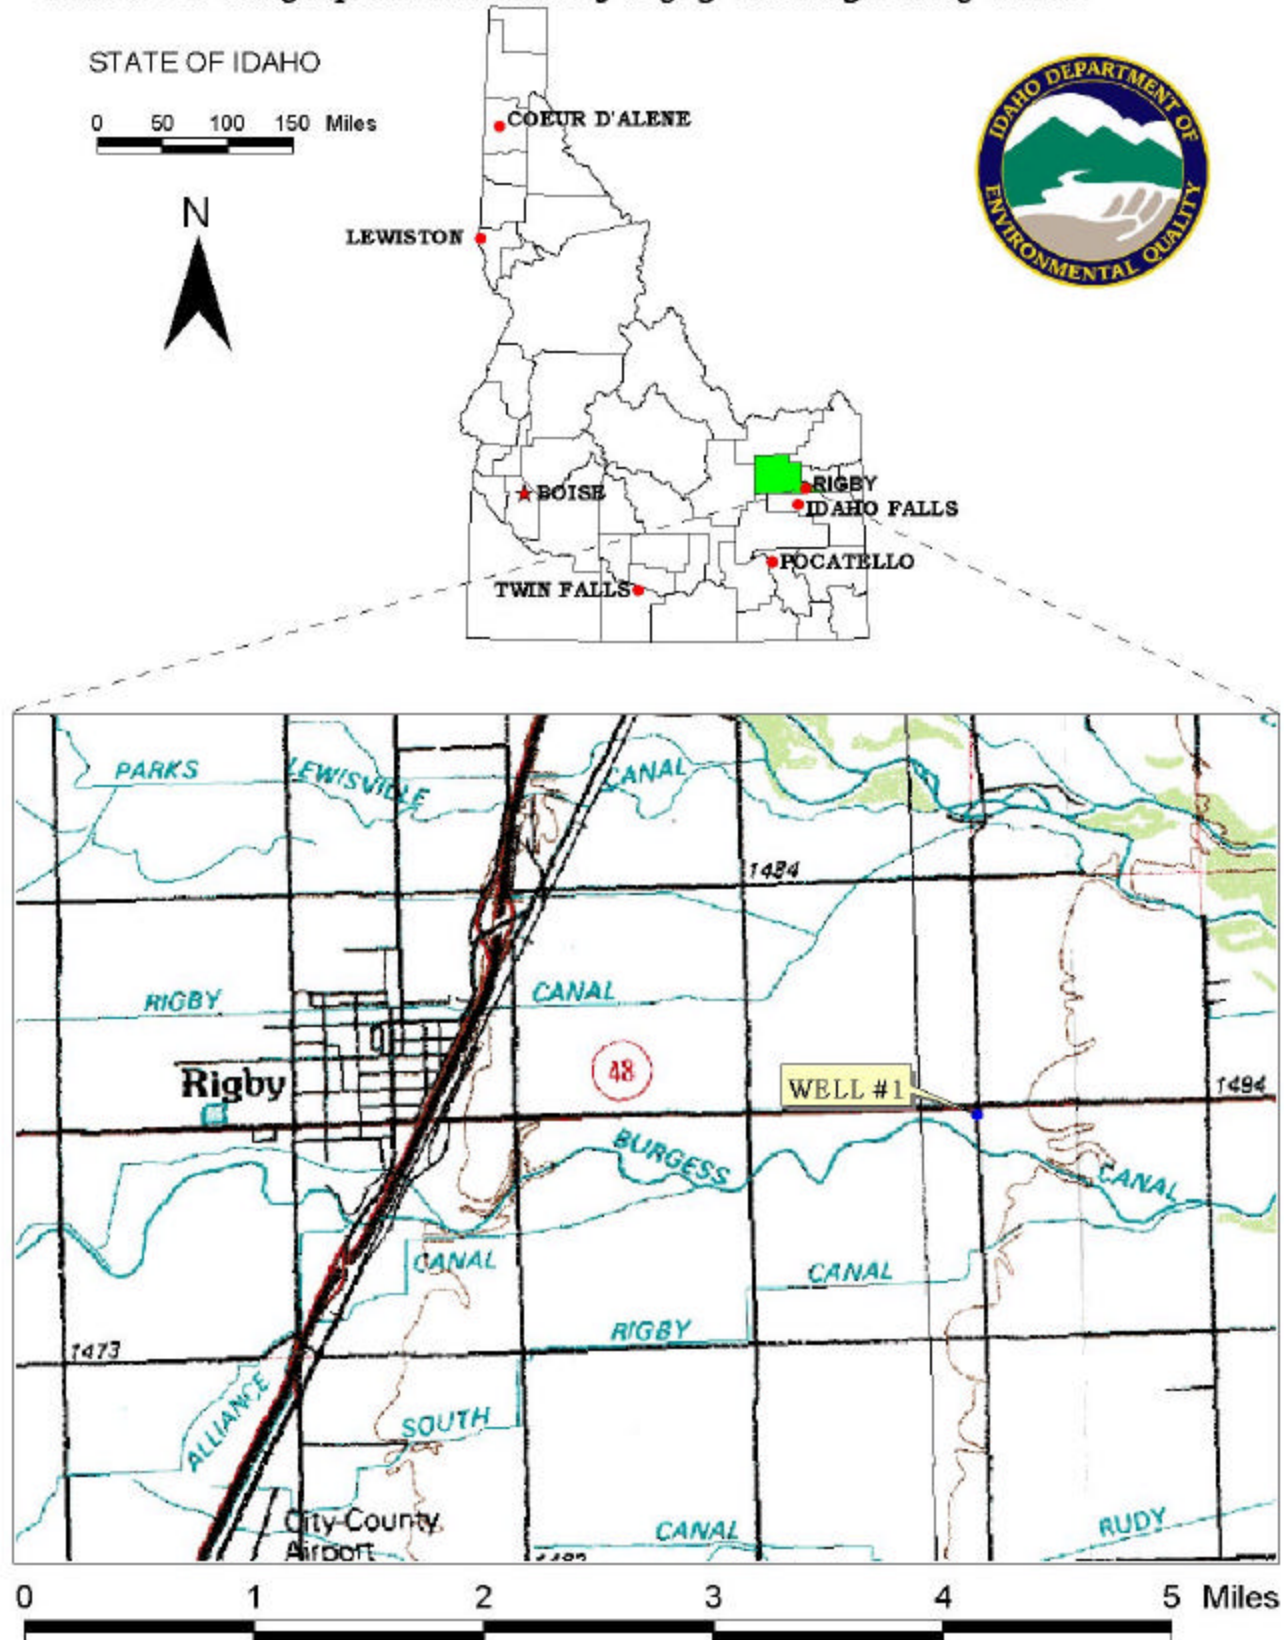 STATE OF IDAHO
0 50 100 150 Miles
N
IDAHO DEPARTMENT OF
ENVIRONMENTAL QUALITY
COEUR D'ALENE
LEWISTON
RIGBY
BOISE
IDAHO FALLS
POCATELLO
TWIN FALLS
PARKS
LEWISVILLE
CANAL
1484
RIGBY
CANAL
48
Rigby
WELL #1
1494
BURGESS
CANAL
CANAL
CANAL
RIGBY
1473
ALLIANCE
SOUTH
City-County
Airport
CANAL
RUDY
0 1 2 3 4 5 Miles